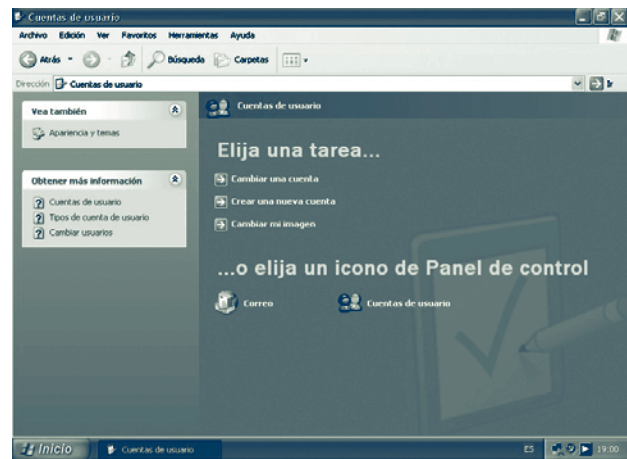 Cuentas de usuario
Archivo Edición Ver Favoritos Herramientas Ayuda
Atrás Búsqueda Carpetas
Dirección Cuentas de usuario Ir
Vea también
Apariencia y temas
Obtener más información
Cuentas de usuario
Tipos de cuenta de usuario
Cambiar usuarios
Cuentas de usuario
Elija una tarea...
Cambiar una cuenta
Crear una nueva cuenta
Cambiar mi imagen
...o elija un icono de Panel de control
Correo Cuentas de usuario
Inicio Cuentas de usuario ES 19:00